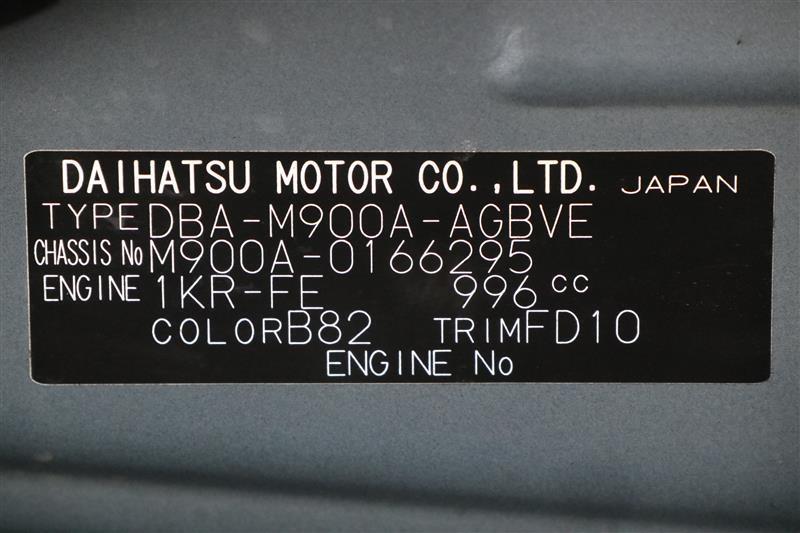 DAIHATSU MOTOR CO.,LTD. JAPAN
TYPE DBA-M900A-AGBVE
CHASSIS No M900A-0166295
ENGINE 1KR-FE 996 cc
COLOR B82 TRIM FD10
ENGINE No